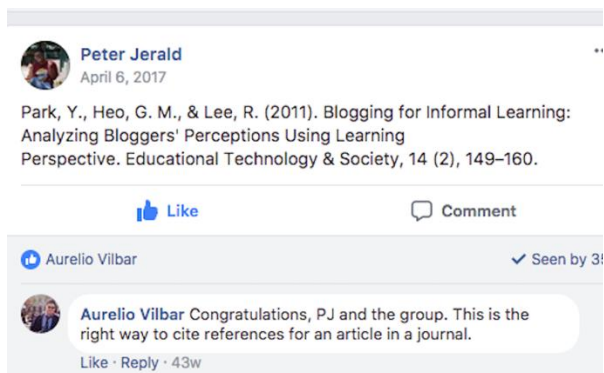 Peter Jerald
April 6, 2017
Park, Y., Heo, G. M., & Lee, R. (2011). Blogging for Informal Learning:
Analyzing Bloggers' Perceptions Using Learning
Perspective. Educational Technology & Society, 14 (2), 149–160.
Like Comment
Aurelio Vilbar Seen by
Aurelio Vilbar Congratulations, PJ and the group. This is the
right way to cite references for an article in a journal.
Like · Reply · 43w